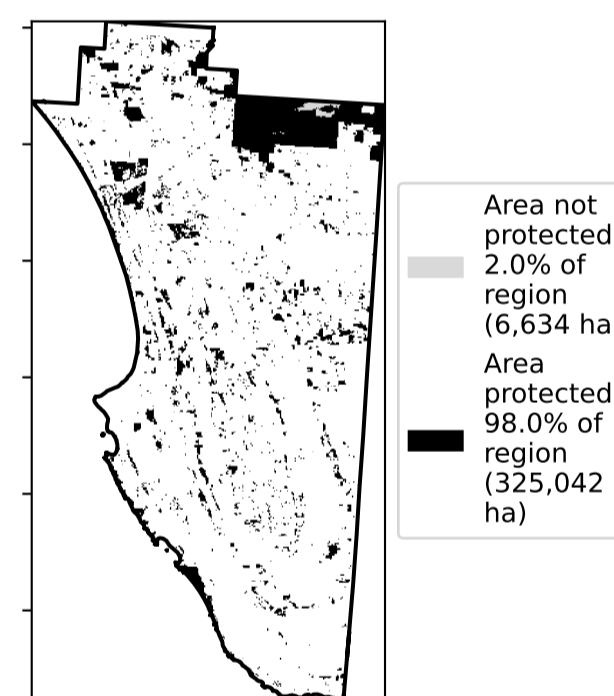 Area not
protected
2.0% of
region
(6,634 ha
Area
protected
98.0% of
region
(325,042
ha)